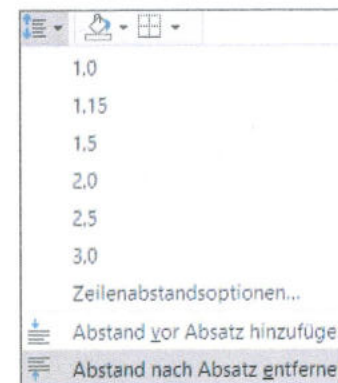 1,0
1,15
1,5
2,0
2,5
3,0
Zeilenabstandsoptionen...
Abstand vor Absatz hinzufüge
Abstand nach Absatz entferne